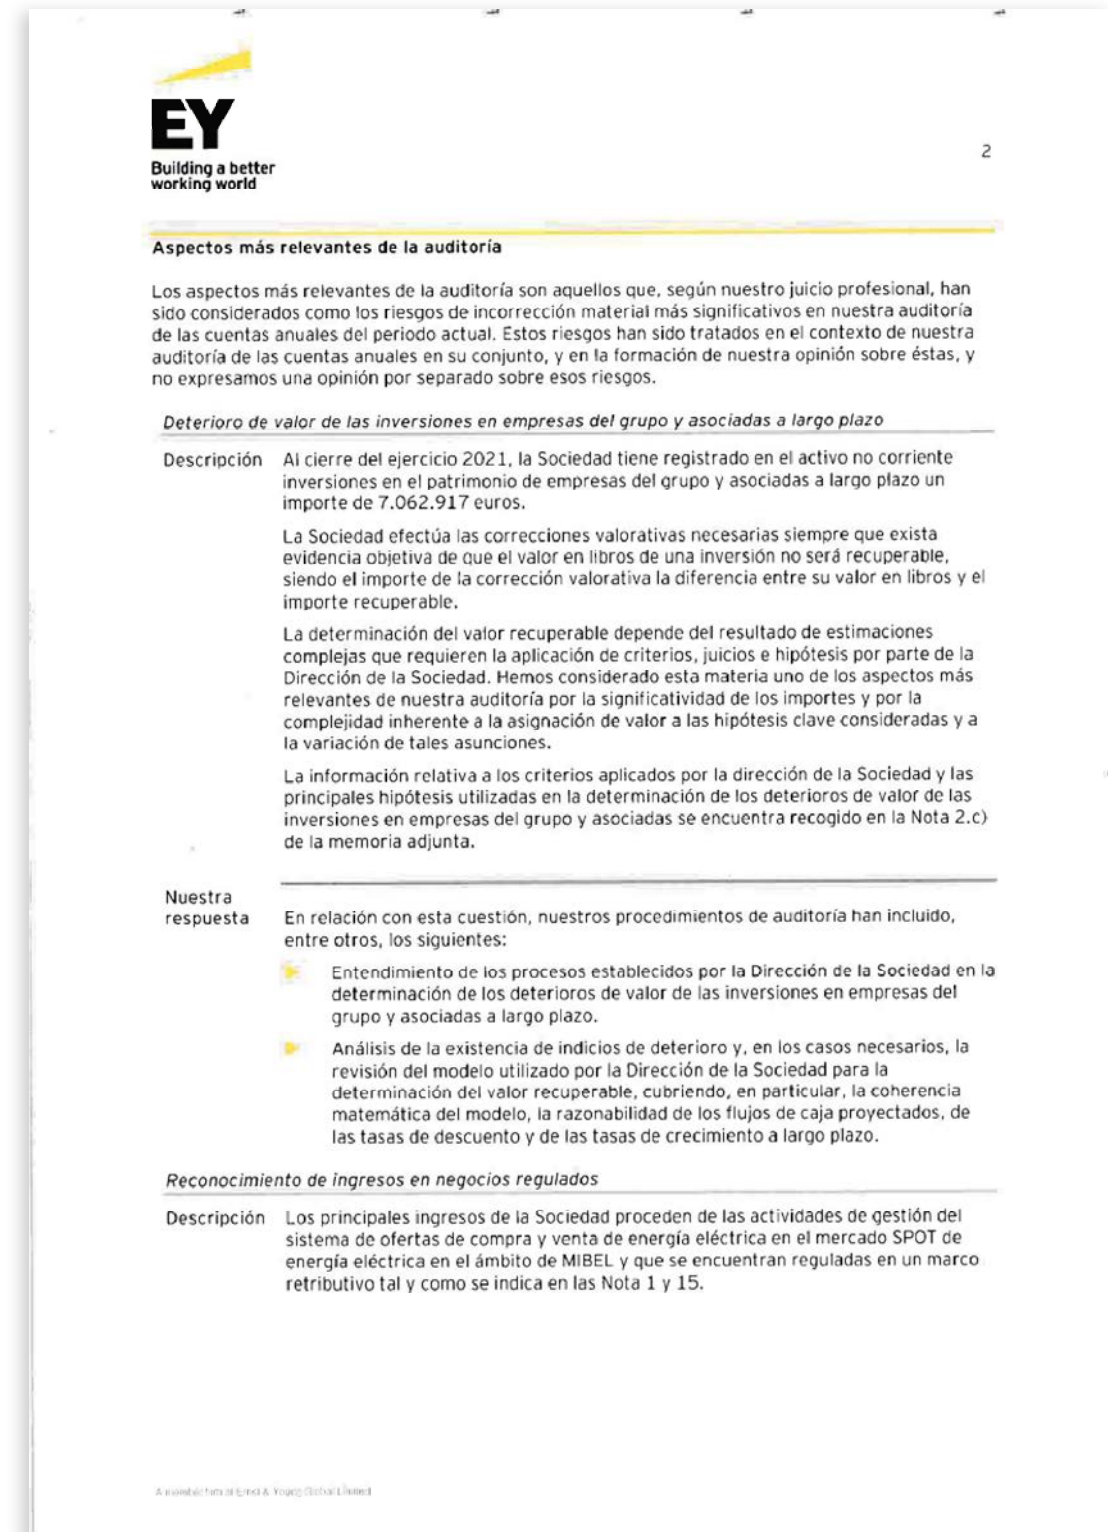 EY
Building a better
working world
2
Aspectos más relevantes de la auditoría
Los aspectos más relevantes de la auditoría son aquellos que, según nuestro juicio profesional, han
sido considerados como los riesgos de incorrección material más significativos en nuestra auditoría
de las cuentas anuales del periodo actual. Estos riesgos han sido tratados en el contexto de nuestra
auditoría de las cuentas anuales en su conjunto, y en la formación de nuestra opinión sobre éstas, y
no expresamos una opinión por separado sobre esos riesgos.
Deterioro de valor de las inversiones en empresas del grupo y asociadas a largo plazo
Descripción Al cierre del ejercicio 2021, la Sociedad tiene registrado en el activo no corriente
inversiones en el patrimonio de empresas del grupo y asociadas a largo plazo un
importe de 7.062.917 euros.
La Sociedad efectúa las correcciones valorativas necesarias siempre que exista
evidencia objetiva de que el valor en libros de una inversión no será recuperable,
siendo el importe de la corrección valorativa la diferencia entre su valor en libros y el
importe recuperable.
La determinación del valor recuperable depende del resultado de estimaciones
complejas que requieren la aplicación de criterios, juicios e hipótesis por parte de la
Dirección de la Sociedad. Hemos considerado esta materia uno de los aspectos más
relevantes de nuestra auditoría por la significatividad de los importes y por la
complejidad inherente a la asignación de valor a las hipótesis clave consideradas y a
la variación de tales asunciones.
La información relativa a los criterios aplicados por la dirección de la Sociedad y las
principales hipótesis utilizadas en la determinación de los deterioros de valor de las
inversiones en empresas del grupo y asociadas se encuentra recogido en la Nota 2.c)
de la memoria adjunta.
Nuestra
respuesta En relación con esta cuestión, nuestros procedimientos de auditoría han incluido,
entre otros, los siguientes:
Entendimiento de los procesos establecidos por la Dirección de la Sociedad en la
determinación de los deterioros de valor de las inversiones en empresas del
grupo y asociadas a largo plazo.
Análisis de la existencia de indicios de deterioro y, en los casos necesarios, la
revisión del modelo utilizado por la Dirección de la Sociedad para la
determinación del valor recuperable, cubriendo, en particular, la coherencia
matemática del modelo, la razonabilidad de los flujos de caja proyectados, de
las tasas de descuento y de las tasas de crecimiento a largo plazo.
Reconocimiento de ingresos en negocios regulados
Descripción Los principales ingresos de la Sociedad proceden de las actividades de gestión del
sistema de ofertas de compra y venta de energía eléctrica en el mercado SPOT de
energía eléctrica en el ámbito de MIBEL y que se encuentran reguladas en un marco
retributivo tal y como se indica en las Nota 1 y 15.
A member firm of Ernst & Young Global Limited